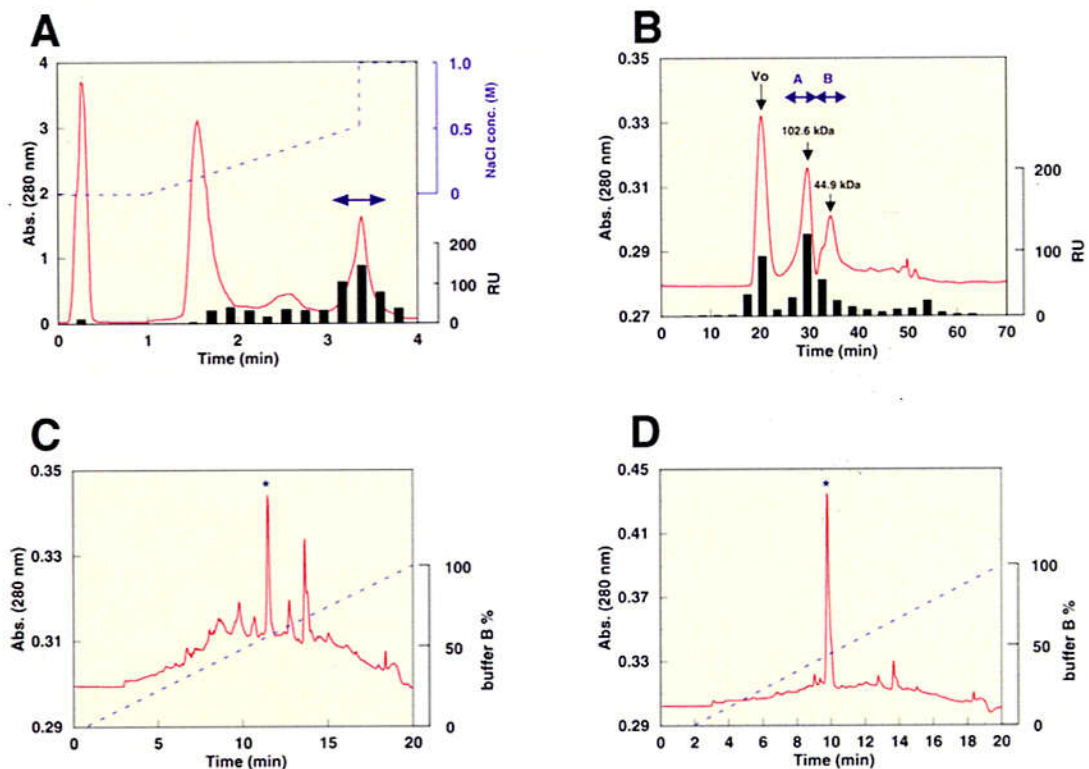 A
Abs. (280 nm)
4
3
2
1
0
0 1 2 3 4
Time (min)
1.0
0.5
0
NaCl conc. (M)
200
100
0
RU
B
Abs. (280 nm)
0.35
0.33
0.31
0.29
0.27
Vo
A B
102.6 kDa
44.9 kDa
0 10 20 30 40 50 60 70
Time (min)
200
100
0
RU
C
Abs. (280 nm)
0.35
0.33
0.31
0.29
*
0 5 10 15 20
Time (min)
100
50
0
buffer B %
D
Abs. (280 nm)
0.45
0.41
0.37
0.33
0.29
*
0 2 4 6 8 10 12 14 16 18 20
Time (min)
100
50
0
buffer B %